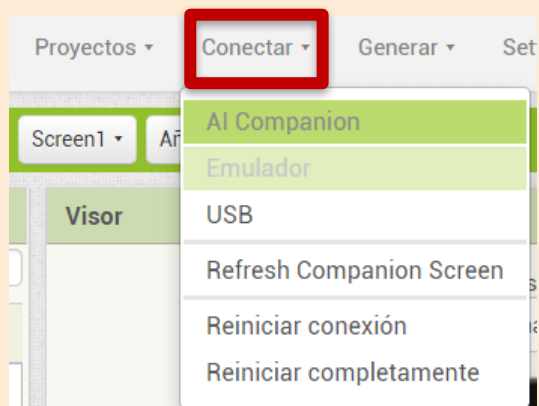 Proyectos Conectar Generar
Screen1
AI Companion
Emulador
Visor
USB
Refresh Companion Screen
Reiniciar conexión
Reiniciar completamente